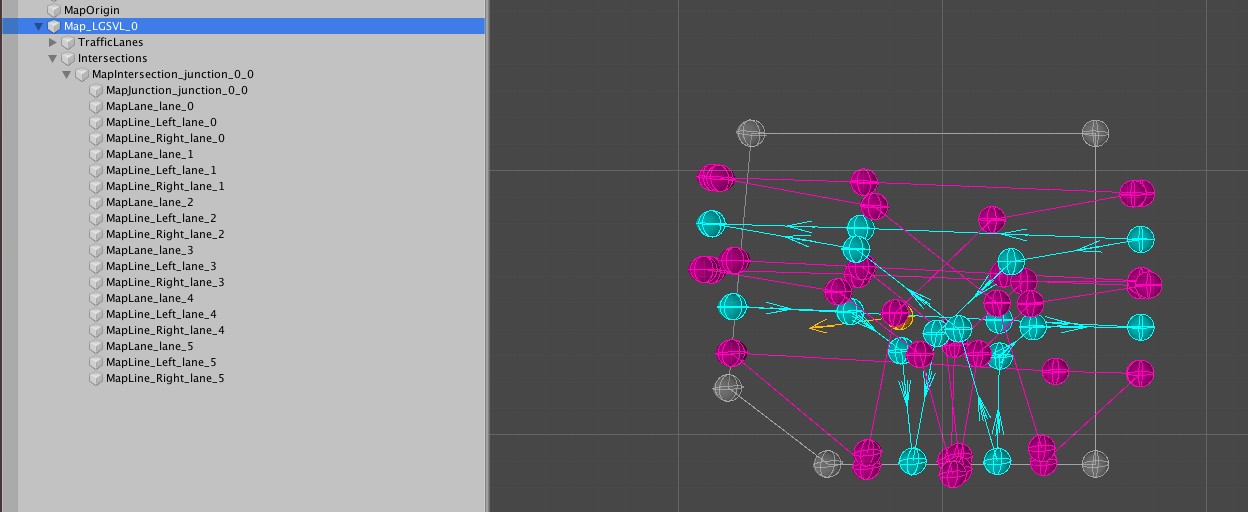 MapOrigin
Map_LGSVL_0
TrafficLanes
Intersections
MapIntersection_junction_0_0
MapJunction_junction_0_0
MapLane_lane_0
MapLine_Left_lane_0
MapLine_Right_lane_0
MapLane_lane_1
MapLine_Left_lane_1
MapLine_Right_lane_1
MapLane_lane_2
MapLine_Left_lane_2
MapLine_Right_lane_2
MapLane_lane_3
MapLine_Left_lane_3
MapLine_Right_lane_3
MapLane_lane_4
MapLine_Left_lane_4
MapLine_Right_lane_4
MapLane_lane_5
MapLine_Left_lane_5
MapLine_Right_lane_5